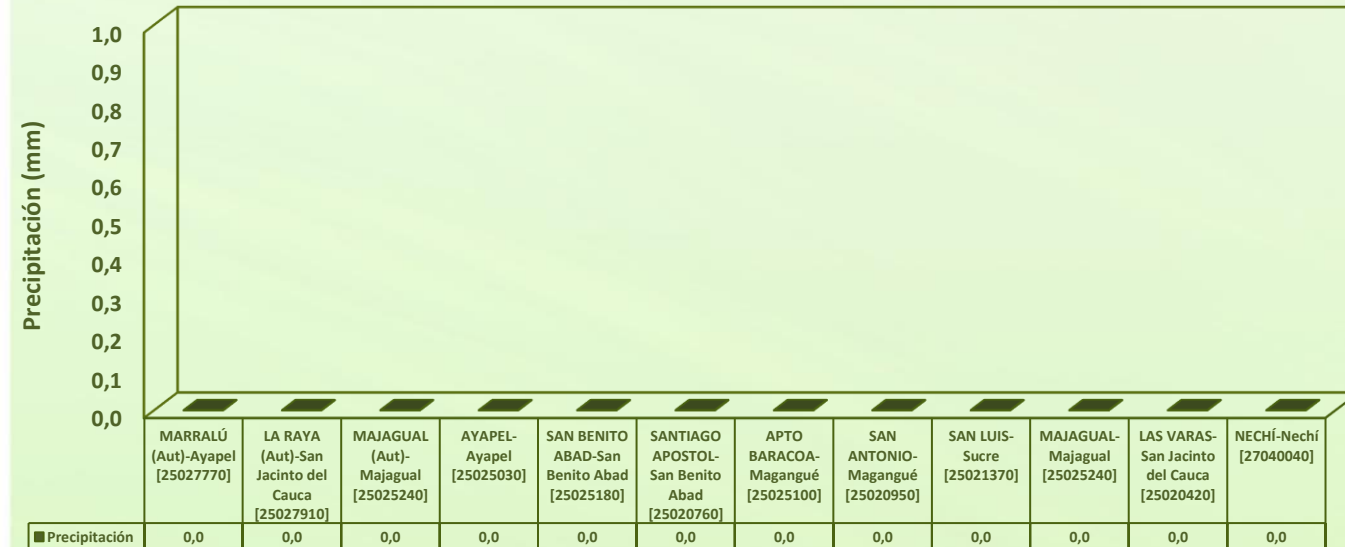 Precipitación (mm)
1,0
0,9
0,8
0,7
0,6
0,5
0,4
0,3
0,2
0,1
0,0
MARRALÚ
(Aut)-Ayapel
[25027770]
LA RAYA
(Aut)-San
Jacinto del
Cauca
[25027910]
MAJAGUAL
(Aut)-
Majagual
[25025240]
AYAPEL-
Ayapel
[25025030]
SAN BENITO
ABAD-San
Benito Abad
[25025180]
SANTIAGO
APOSTOL-
San Benito
Abad
[25020760]
APTO
BARACOA-
Magangué
[25025100]
SAN
ANTONIO-
Magangué
[25020950]
SAN LUIS-
Sucre
[25021370]
MAJAGUAL-
Majagual
[25025240]
LAS VARAS-
San Jacinto
del Cauca
[25020420]
NECHÍ-Nechí
[27040040]
Precipitación 0,0 0,0 0,0 0,0 0,0 0,0 0,0 0,0 0,0 0,0 0,0 0,0